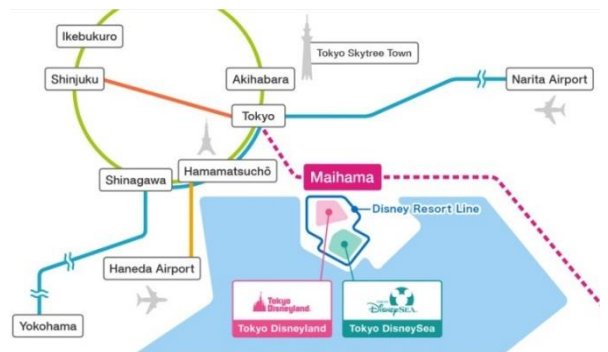 Ikebukuro
Tokyo Skytree Town
Shinjuku
Akihabara
Narita Airport
Tokyo
Hamamatsuchō
Maihama
Shinagawa
Disney Resort Line
Haneda Airport
Tokyo
Disneyland
Tokyo
DisneySEA
Yokohama
Tokyo Disneyland
Tokyo DisneySea